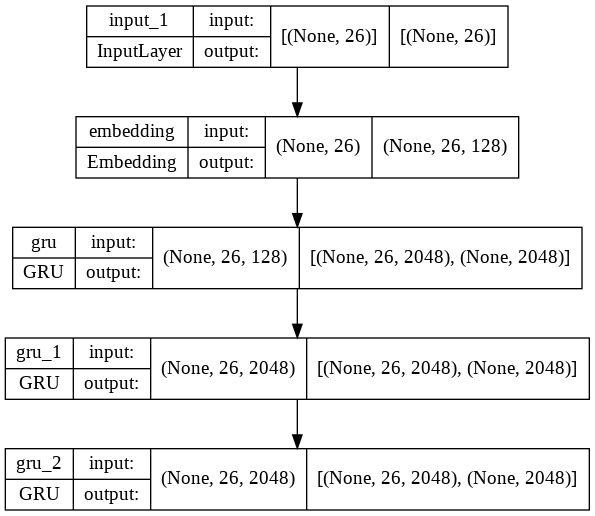 input_1 input: [(None, 26)] [(None, 26)]
InputLayer output:
embedding input: (None, 26) (None, 26, 128)
Embedding output:
gru input: (None, 26, 128) [(None, 26, 2048), (None, 2048)]
GRU output:
gru_1 input: (None, 26, 2048) [(None, 26, 2048), (None, 2048)]
GRU output:
gru_2 input: (None, 26, 2048) [(None, 26, 2048), (None, 2048)]
GRU output: